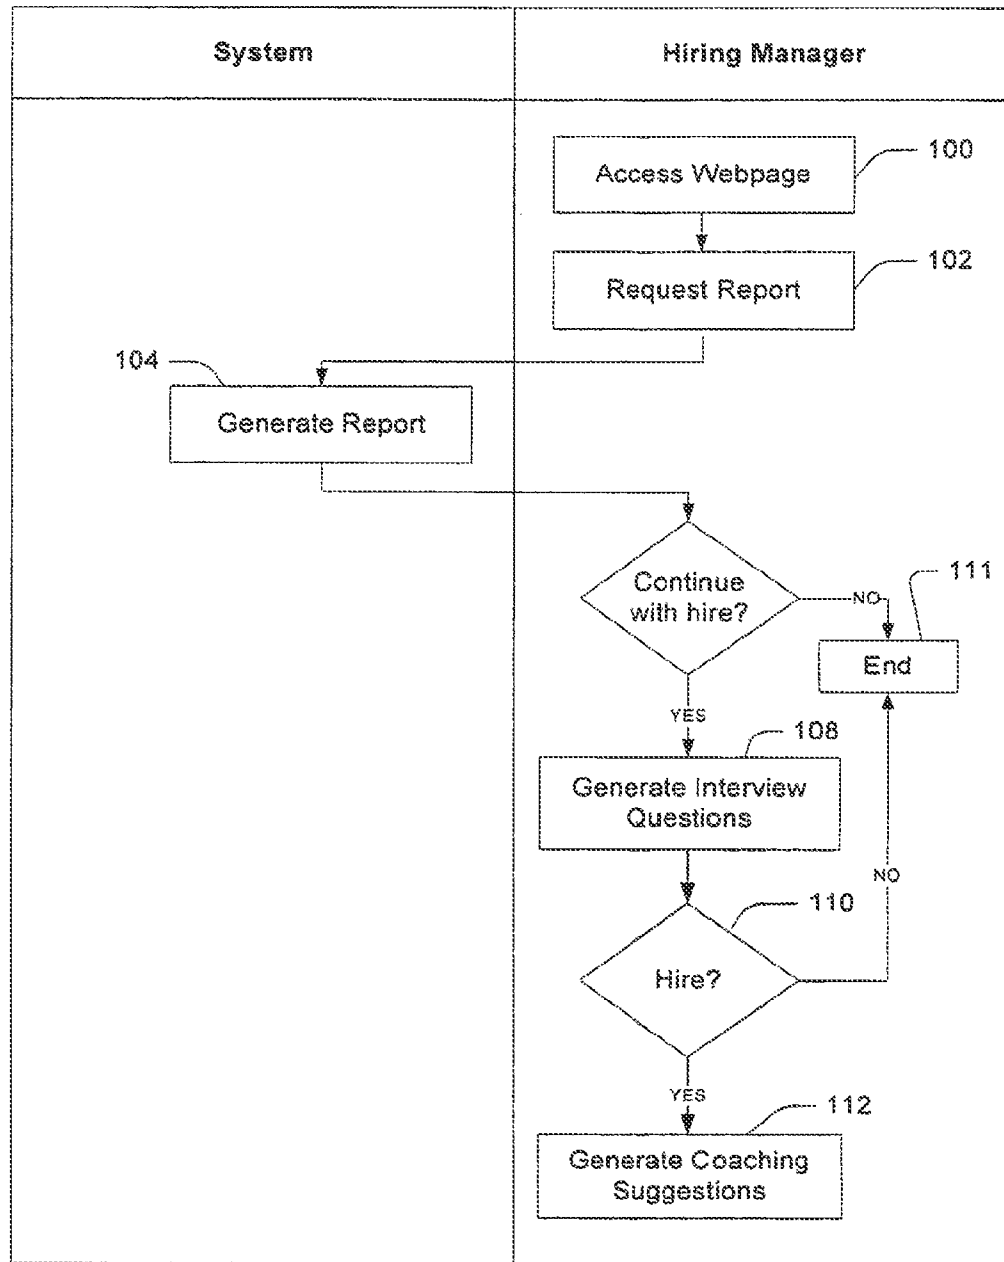 System
Hiring Manager
100
Access Webpage
102
Request Report
104
Generate Report
Continue
with hire?
NO
111
End
YES
108
Generate Interview
Questions
NO
110
Hire?
YES
112
Generate Coaching
Suggestions